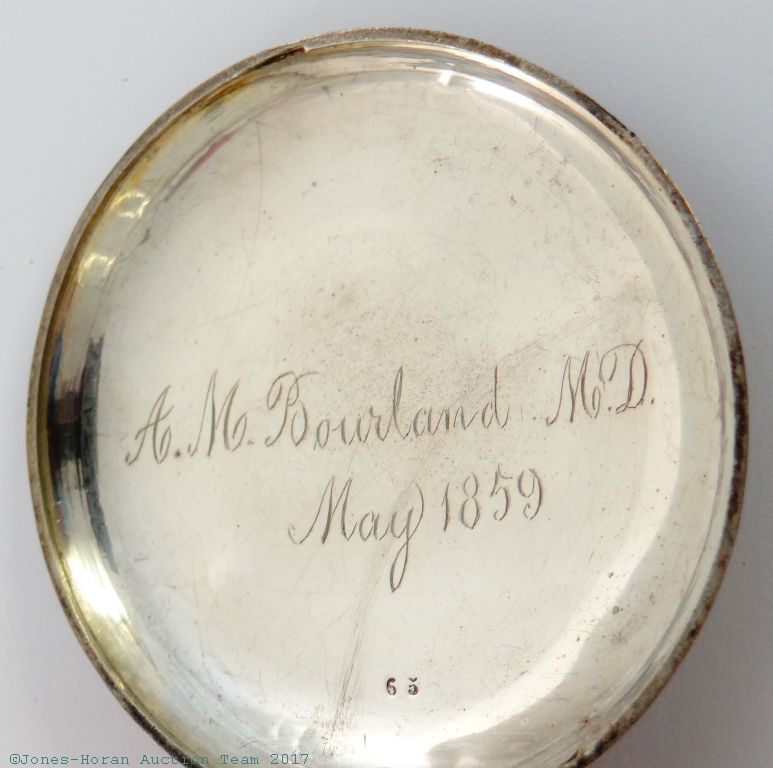 A. M. Bourland M.D.
May 1859
65
©Jones-Horan Auction Team 2017